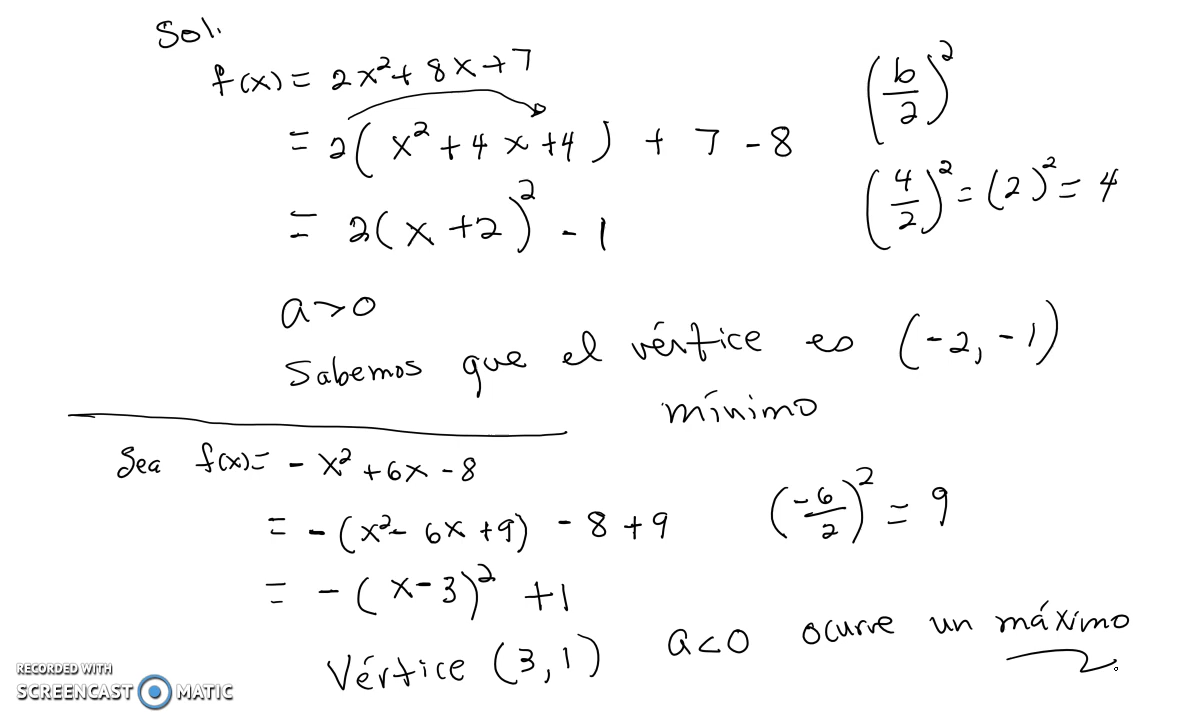 Sol.
f(x) = 2x² + 8x + 7
= 2( x² + 4x + 4 ) + 7 - 8
= 2( x + 2 )² - 1
(b/2)²
(4/2)² = (2)² = 4
a > 0
Sabemos que el vértice es (-2, -1)
mínimo
Sea f(x) = - x² + 6x - 8
= - (x² - 6x + 9) - 8 + 9
(-6/2)² = 9
= - ( x - 3 )² + 1
Vértice (3, 1) a < 0 ocurre un máximo
RECORDED WITH
SCREENCAST MATIC